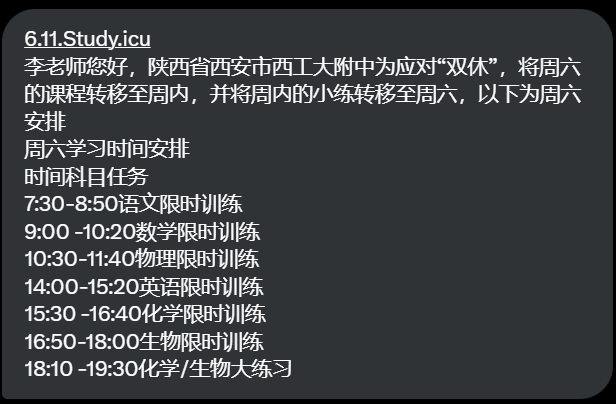 6.11.Study.icu
李老师您好，陕西省西安市西工大附中为应对“双休”，将周六
的课程转移至周内，并将周内的小练转移至周六，以下为周六
安排
周六学习时间安排
时间科目任务
7:30-8:50语文限时训练
9:00 -10:20数学限时训练
10:30-11:40物理限时训练
14:00-15:20英语限时训练
15:30 -16:40化学限时训练
16:50-18:00生物限时训练
18:10 -19:30化学/生物大练习